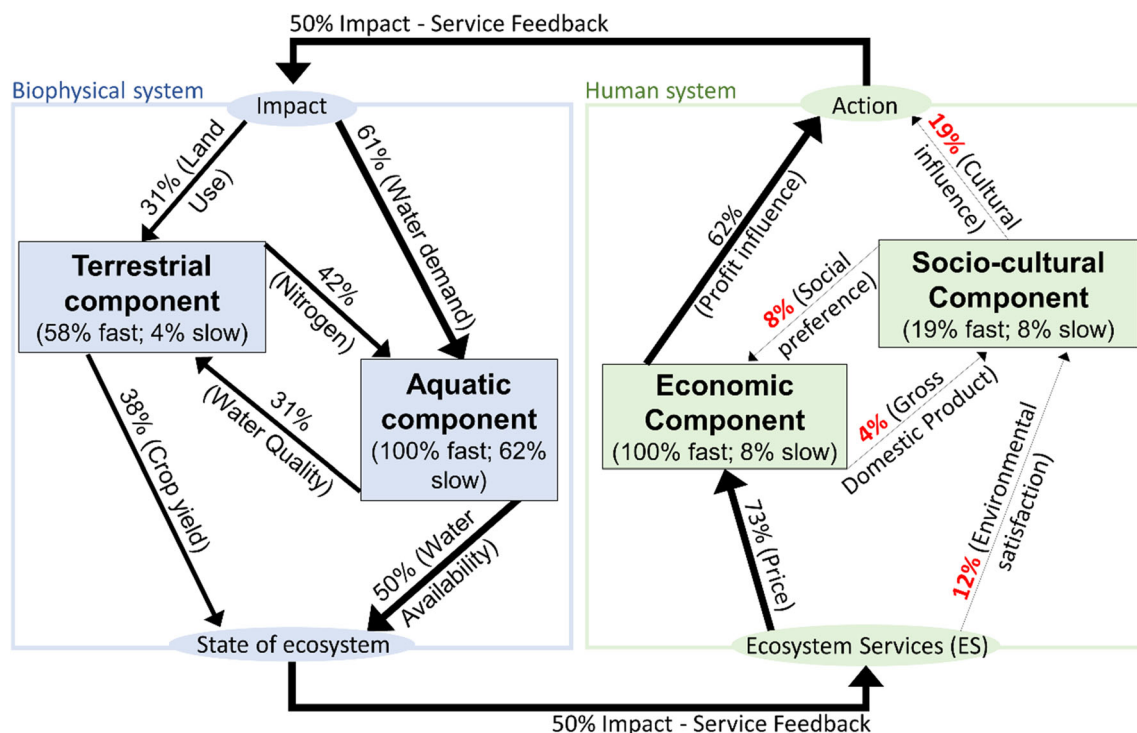 50% Impact - Service Feedback
Biophysical system
Human system
Impact
Action
31% (Land
Use)
61% (Water demand)
62%
(Profit influence)
19% (Cultural
influence)
Terrestrial
component
(58% fast; 4% slow)
42%
(Nitrogen)
8% (Social
preference)
Socio-cultural
Component
(19% fast; 8% slow)
31%
(Water Quality)
Aquatic
component
(100% fast; 62%
slow)
Economic
Component
(100% fast; 8% slow)
4% (Gross
Domestic Product)
38% (Crop yield)
50% (Water
Availability)
73% (Price)
12% (Environmental
satisfaction)
State of ecosystem
Ecosystem Services (ES)
50% Impact - Service Feedback